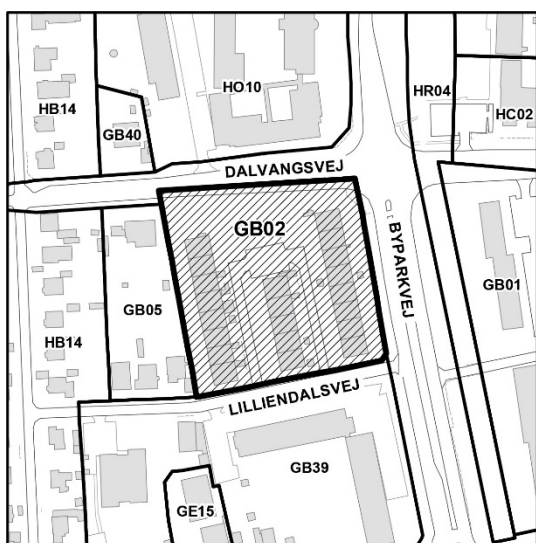 HO10
HR04
HB14
GB40
HC02
DALVANGSVEJ
GB02
BYPARKVEJ
GB01
GB05
HB14
LILLIENDALSVEJ
GB39
GE15